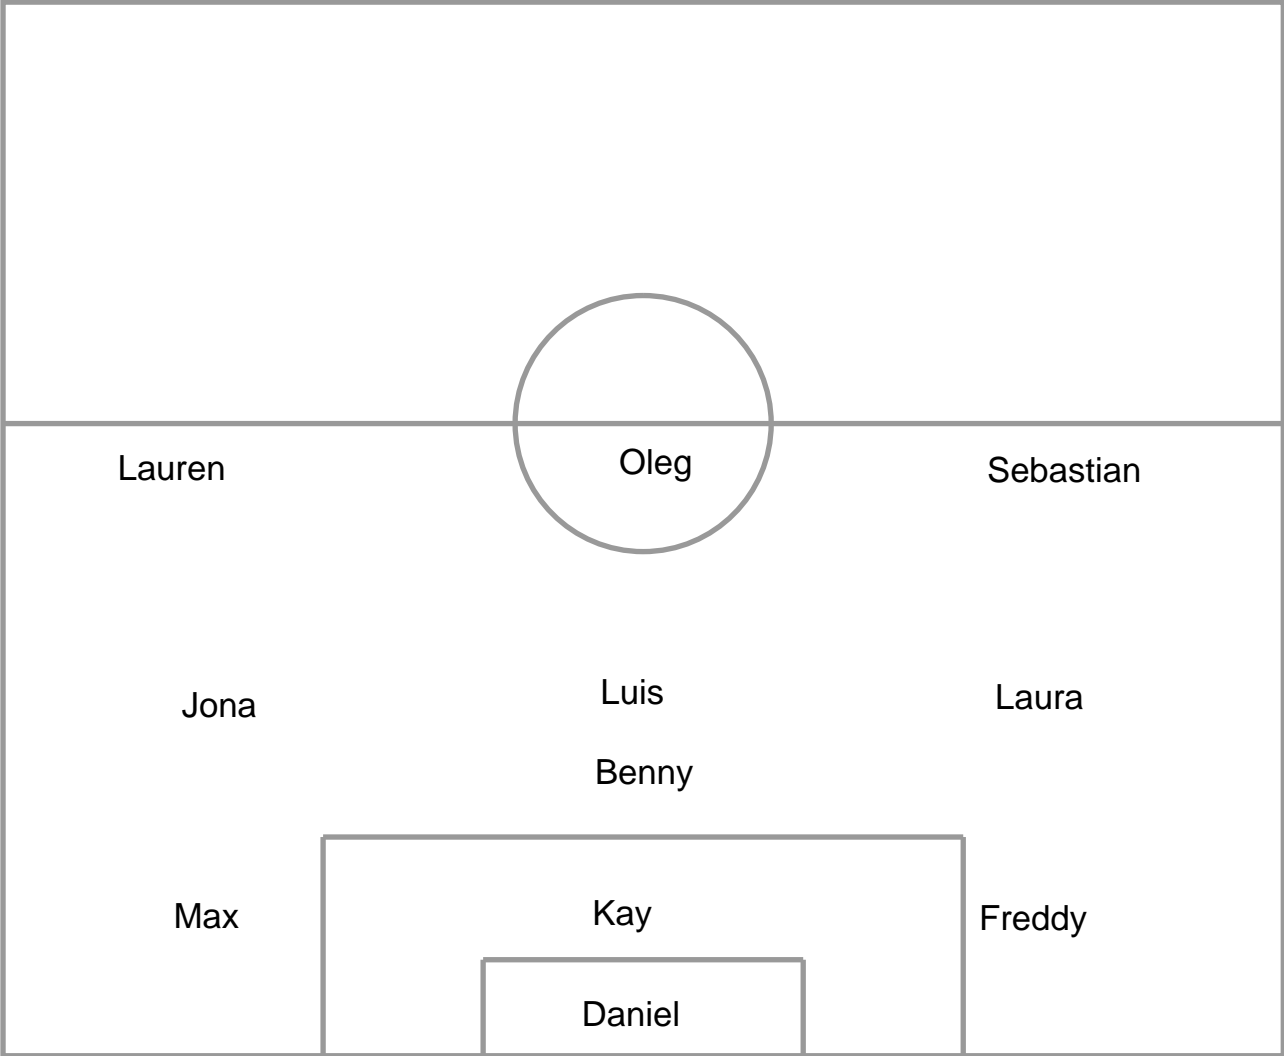 Lauren
Oleg
Sebastian
Jona
Luis
Laura
Benny
Max
Kay
Freddy
Daniel